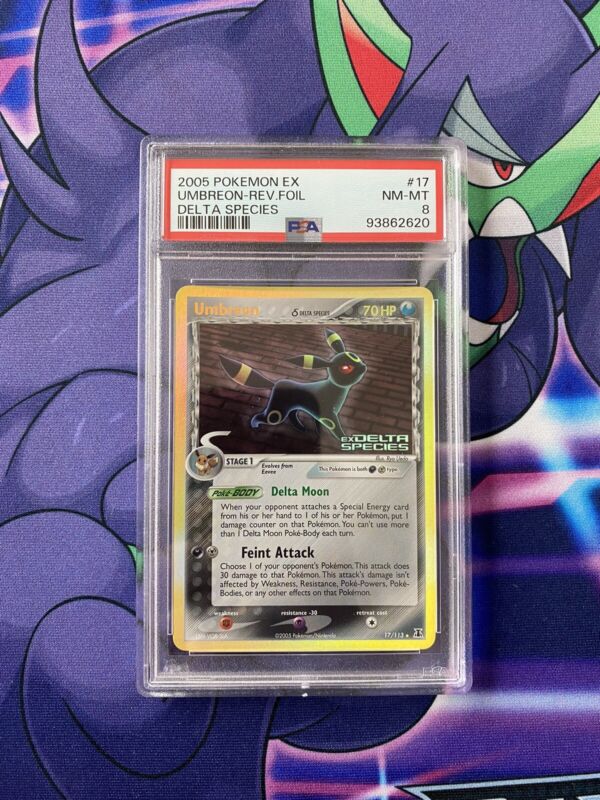 2005 POKEMON EX #17
UMBREON-REV.FOIL NM-MT
DELTA SPECIES 8
PSA 93862620
Umbreon δ DELTA SPECIES 70 HP
EX DELTA
SPECIES
Illus. Ryo Ueda
STAGE 1 Evolves from
Eevee
This Pokémon is both type.
Poké-BODY Delta Moon
When your opponent attaches a Special Energy card
from his or her hand to 1 of his or her Pokémon, put 1
damage counter on that Pokémon. You can't use more
than 1 Delta Moon Poké-Body each turn.
Feint Attack
Choose 1 of your opponent's Pokémon. This attack does
30 damage to that Pokémon. This attack's damage isn't
affected by Weakness, Resistance, Poké-Powers, Poké-
Bodies, or any other effects on that Pokémon.
weakness resistance -30 retreat cost
©2005 Pokémon/Nintendo 17/113